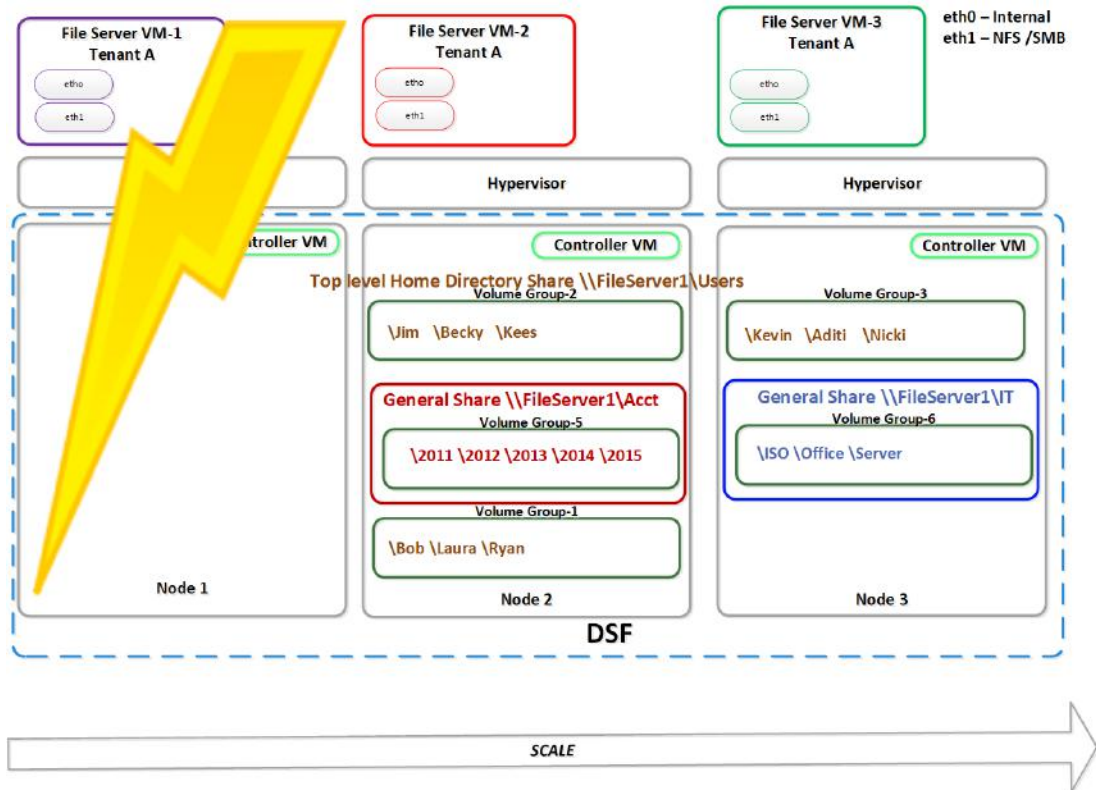 File Server VM-1
Tenant A
etho
eth1
File Server VM-2
Tenant A
etho
eth1
File Server VM-3
Tenant A
etho
eth1
eth0 – Internal
eth1 – NFS /SMB
Hypervisor
Hypervisor
ntroller VM
Controller VM
Controller VM
Top level Home Directory Share \\FileServer1\Users
Volume Group-2
\Jim \Becky \Kees
Volume Group-3
\Kevin \Aditi \Nicki
General Share \\FileServer1\Acct
Volume Group-5
\2011 \2012 \2013 \2014 \2015
General Share \\FileServer1\IT
Volume Group-6
\ISO \Office \Server
Volume Group-1
\Bob \Laura \Ryan
Node 1
Node 2
Node 3
DSF
SCALE